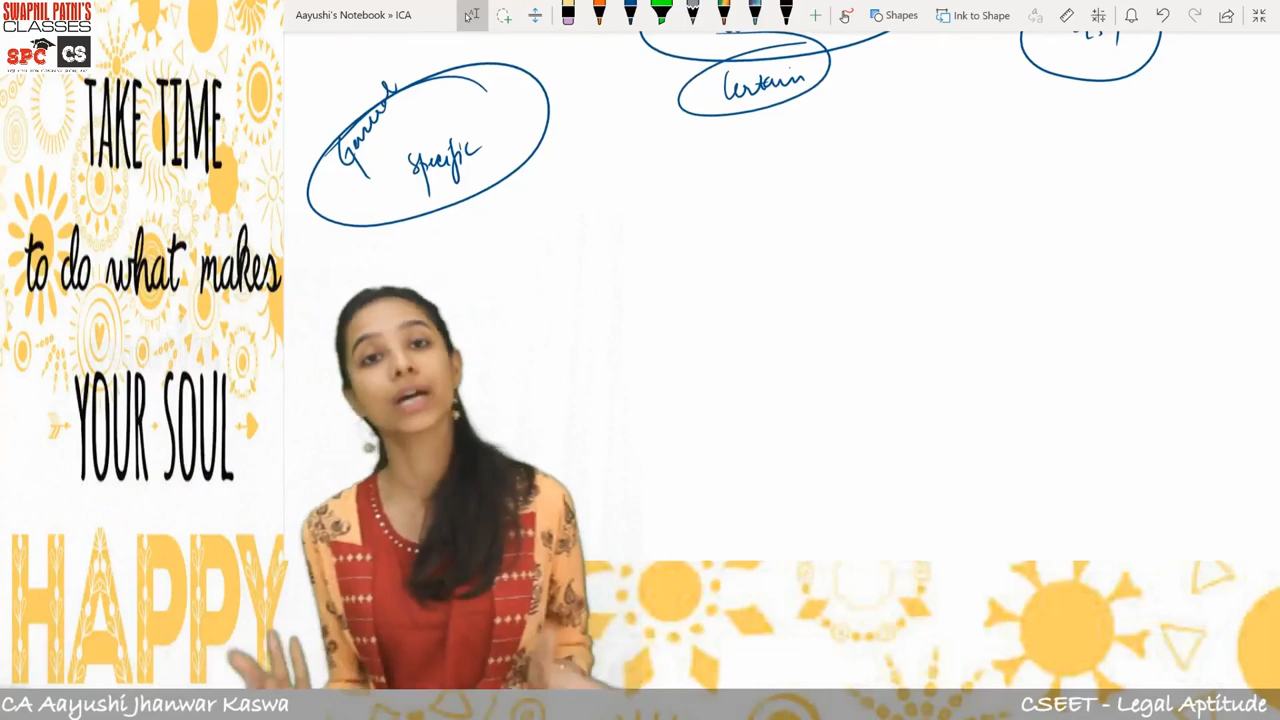 SWAPNIL PATNI'S
CLASSES
SPC CS
Aayushi's Notebook » ICA
Shapes
Ink to Shape
Certain
General
Specific
TAKE TIME
to do what makes
YOUR SOUL
HAPPY
CA Aayushi Jhanwar Kaswa
CSEET - Legal Aptitude